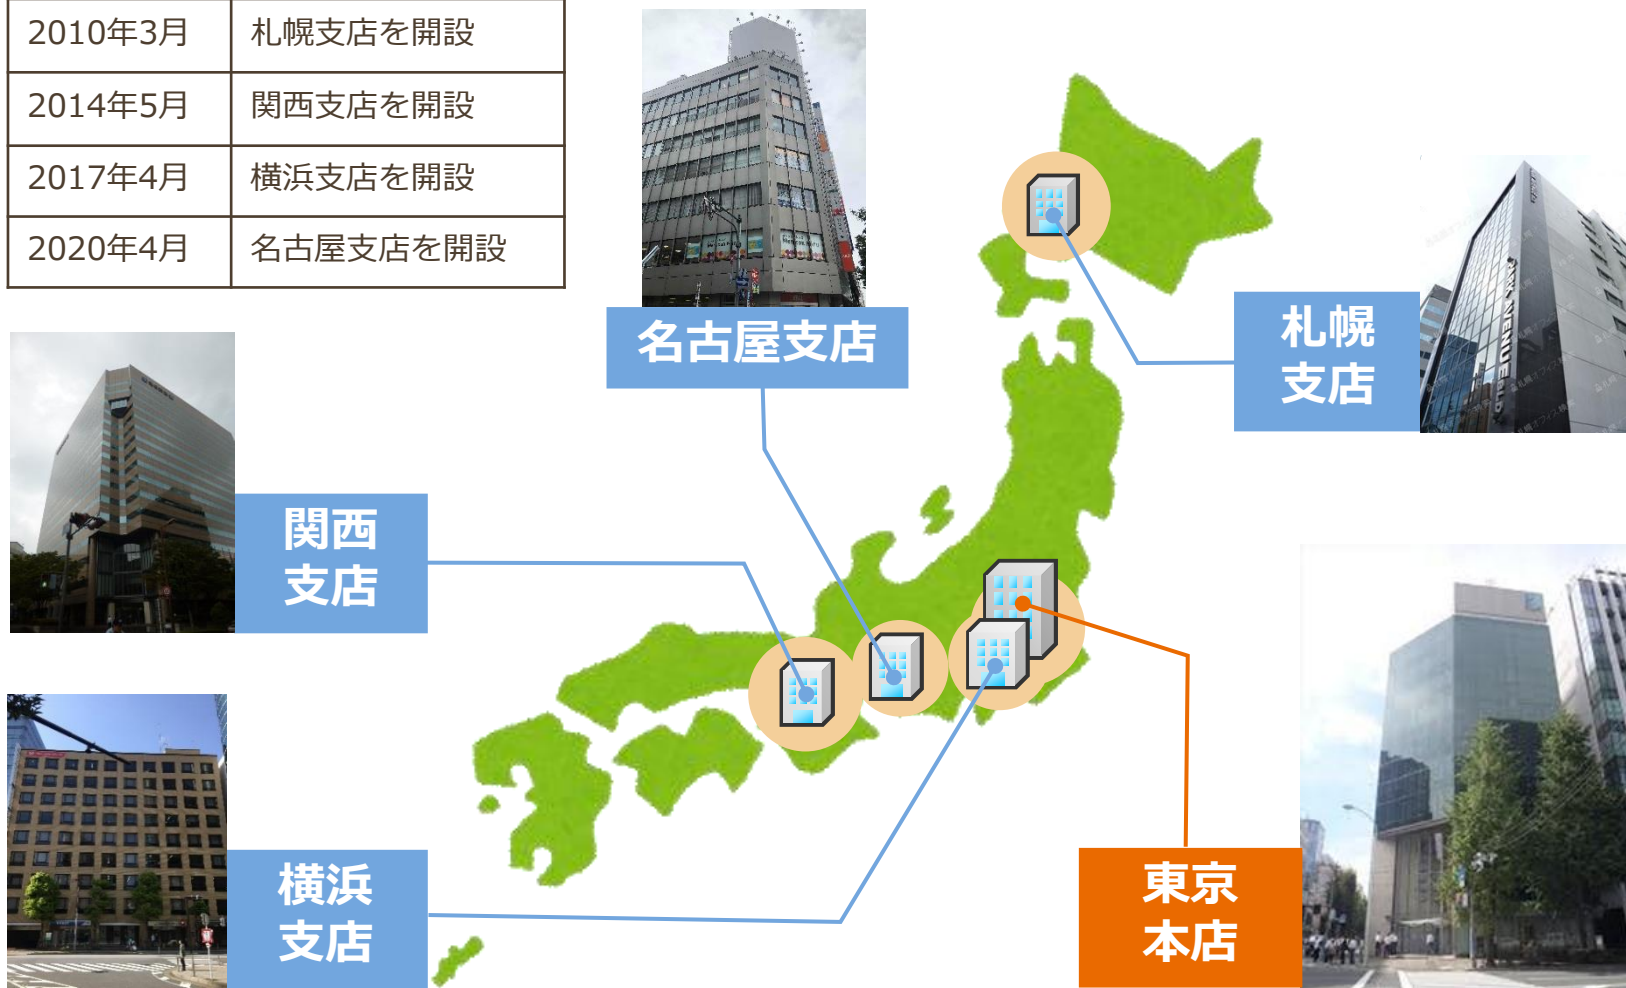 2010年3月 札幌支店を開設
2014年5月 関西支店を開設
2017年4月 横浜支店を開設
2020年4月 名古屋支店を開設
名古屋支店
札幌
支店
関西
支店
横浜
支店
東京
本店